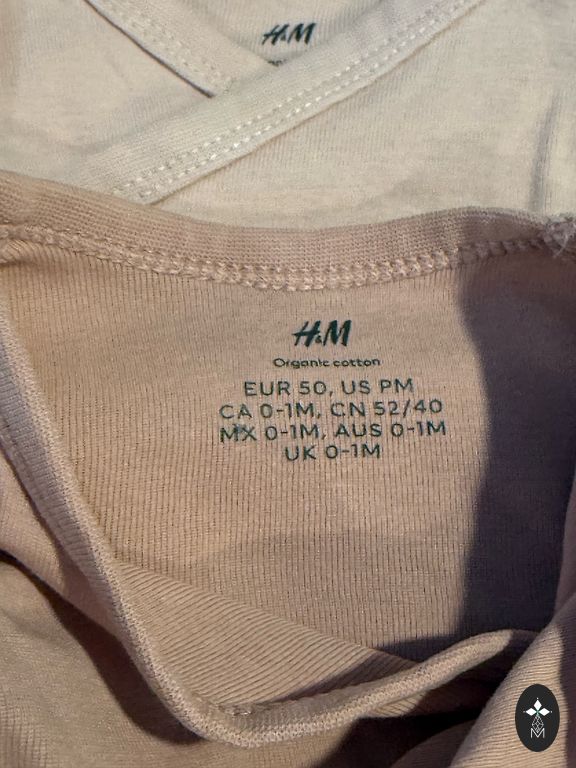 H&M
H&M
Organic cotton
EUR 50, US PM
CA 0-1M, CN 52/40
MX 0-1M, AUS 0-1M
UK 0-1M
M